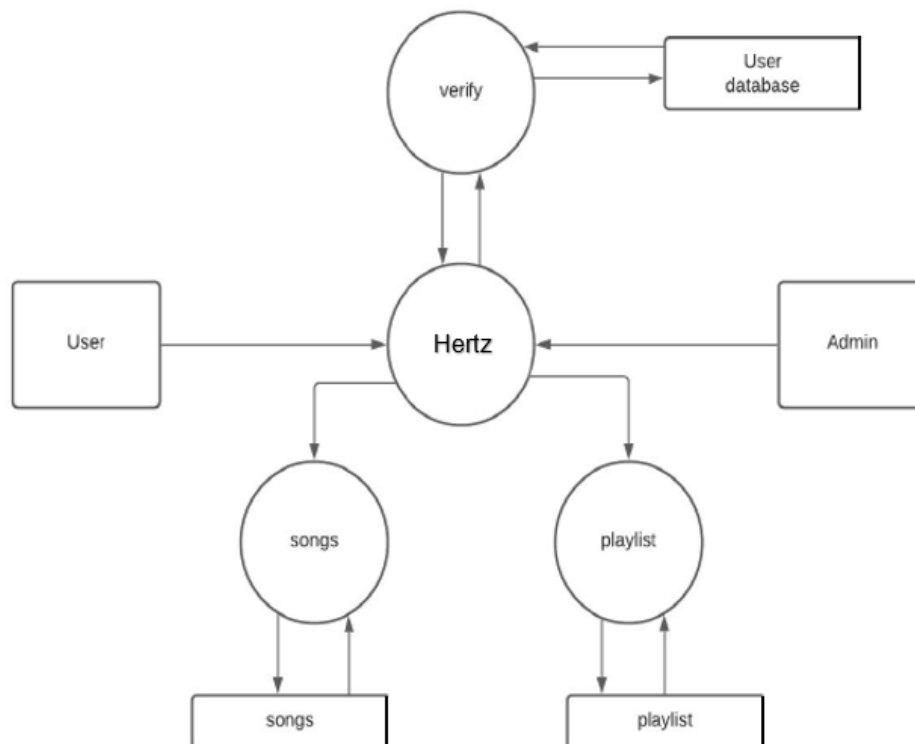 verify
User
database
User
Hertz
Admin
songs
playlist
songs
playlist